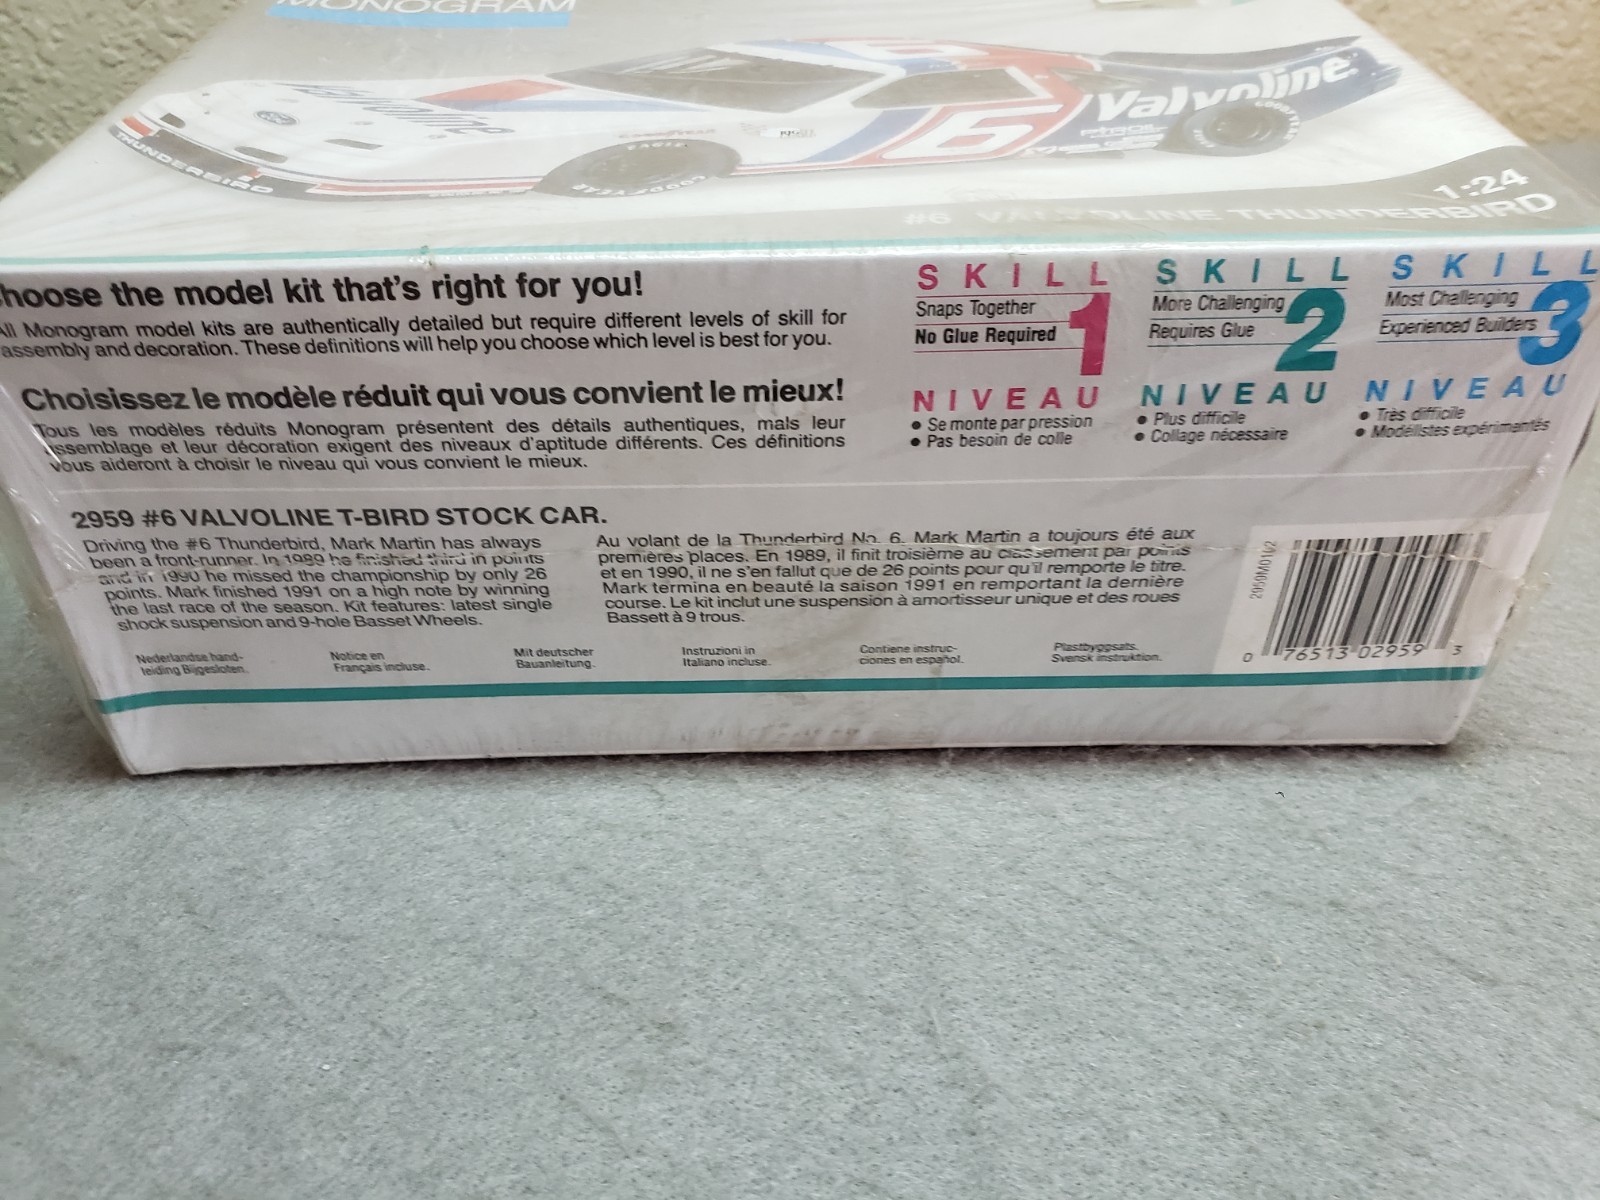 MONOGRAM
Valvoline
Ford
THUNDERBIRD
EAGLE
GOODYEAR
6
Valvoline
1:24
#6 VALVOLINE THUNDERBIRD
hoose the model kit that's right for you!
All Monogram model kits are authentically detailed but require different levels of skill for
assembly and decoration. These definitions will help you choose which level is best for you.
Choisissez le modèle réduit qui vous convient le mieux!
Tous les modèles réduits Monogram présentent des détails authentiques, mais leur
assemblage et leur décoration exigent des niveaux d'aptitude différents. Ces définitions
vous aideront à choisir le niveau qui vous convient le mieux.
SKILL 1
Snaps Together
No Glue Required
NIVEAU
• Se monte par pression
• Pas besoin de colle
SKILL 2
More Challenging
Requires Glue
NIVEAU
• Plus difficile
• Collage nécessaire
SKILL 3
Most Challenging
Experienced Builders
NIVEAU
• Très difficile
• Modélistes expérimentés
2959 #6 VALVOLINE T-BIRD STOCK CAR.
Driving the #6 Thunderbird, Mark Martin has always
been a front-runner. In 1989 he finished third in points
and in 1990 he missed the championship by only 26
points. Mark finished 1991 on a high note by winning
the last race of the season. Kit features: latest single
shock suspension and 9-hole Basset Wheels.
Au volant de la Thunderbird No. 6. Mark Martin a toujours été aux
premières places. En 1989, il finit troisième au classement par points
et en 1990, il ne s'en fallut que de 26 points pour qu'il remporte le titre.
Mark termina en beauté la saison 1991 en remportant la dernière
course. Le kit inclut une suspension à amortisseur unique et des roues
Bassett à 9 trous.
Nederlandse hand-
leiding Bijgesloten.
Notice en
Français incluse.
Mit deutscher
Bauanleitung.
Instruzioni in
Italiano incluse.
Contiene instruc-
ciones en español.
Plastbyggsats.
Svensk instruktion.
0 76513 02959 3